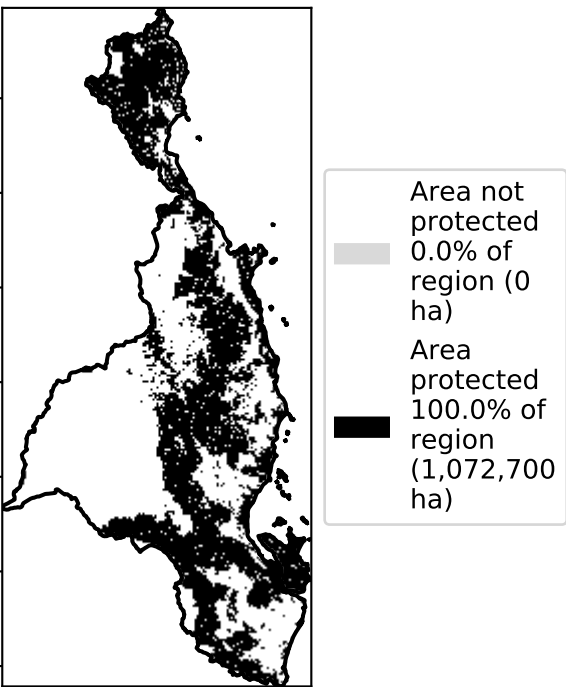 Area not
protected
0.0% of
region (0
ha)
Area
protected
100.0% of
region
(1,072,700
ha)